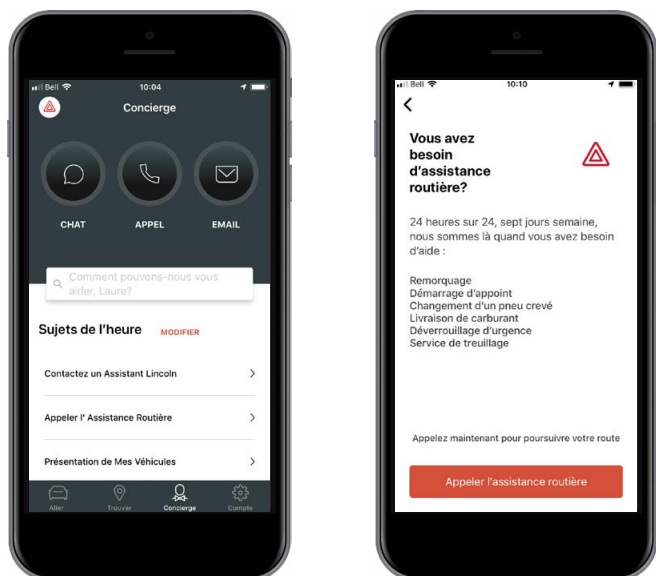 Bell 10:04
Concierge
CHAT APPEL EMAIL
Comment pouvons-nous vous
aider, Laure?
Sujets de l'heure MODIFIER
Contactez un Assistant Lincoln
Appeler l' Assistance Routière
Présentation de Mes Véhicules
Aller Trouver Concierge Compte
Bell 10:10
Vous avez
besoin
d'assistance
routière?
24 heures sur 24, sept jours semaine,
nous sommes là quand vous avez besoin
d'aide :
Remorquage
Démarrage d'appoint
Changement d'un pneu crevé
Livraison de carburant
Déverrouillage d'urgence
Service de treuillage
Appelez maintenant pour poursuivre votre route
Appeler l'assistance routière